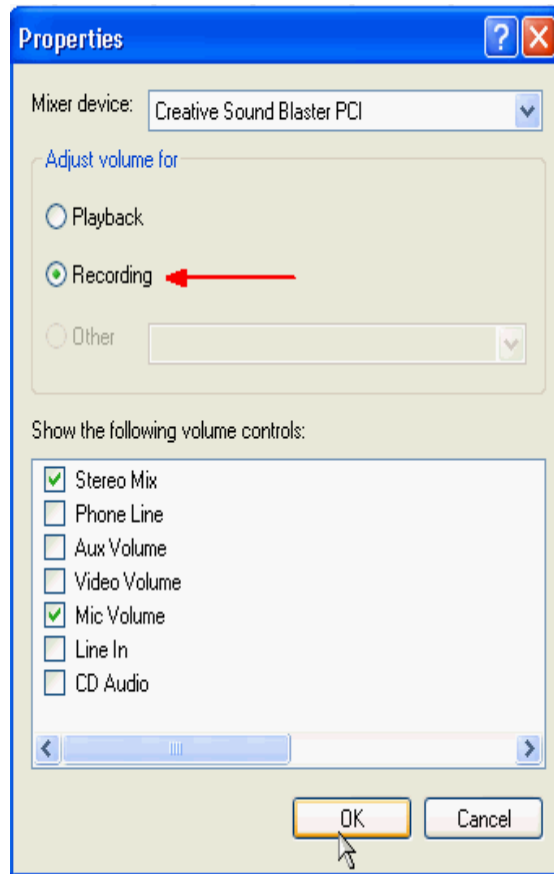 Properties
Mixer device: Creative Sound Blaster PCI
Adjust volume for
Playback
Recording
Other
Show the following volume controls:
Stereo Mix
Phone Line
Aux Volume
Video Volume
Mic Volume
Line In
CD Audio
OK Cancel